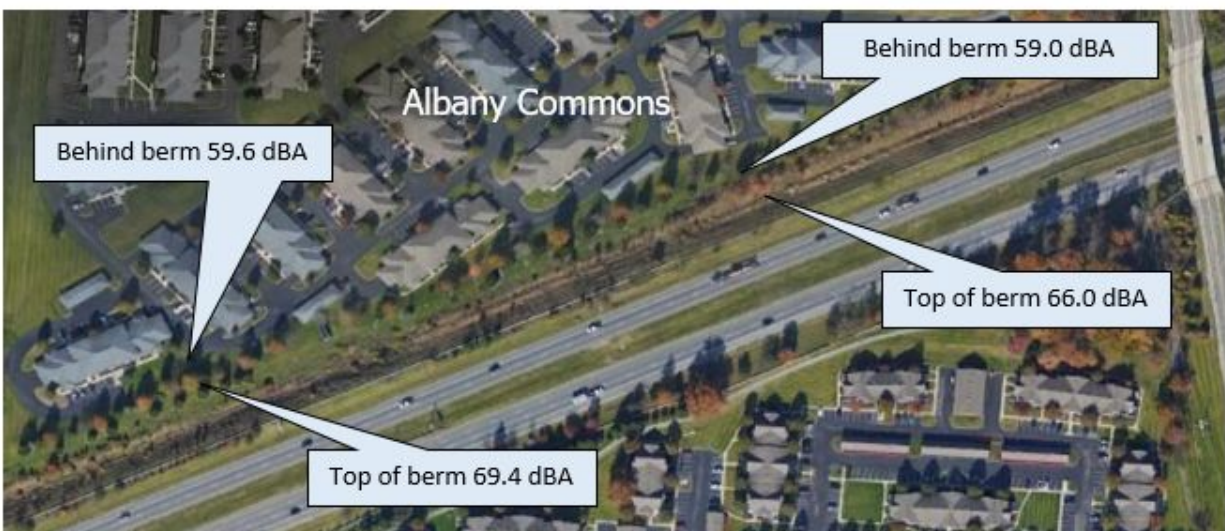 Behind berm 59.0 dBA
Albany Commons
Behind berm 59.6 dBA
Top of berm 66.0 dBA
Top of berm 69.4 dBA